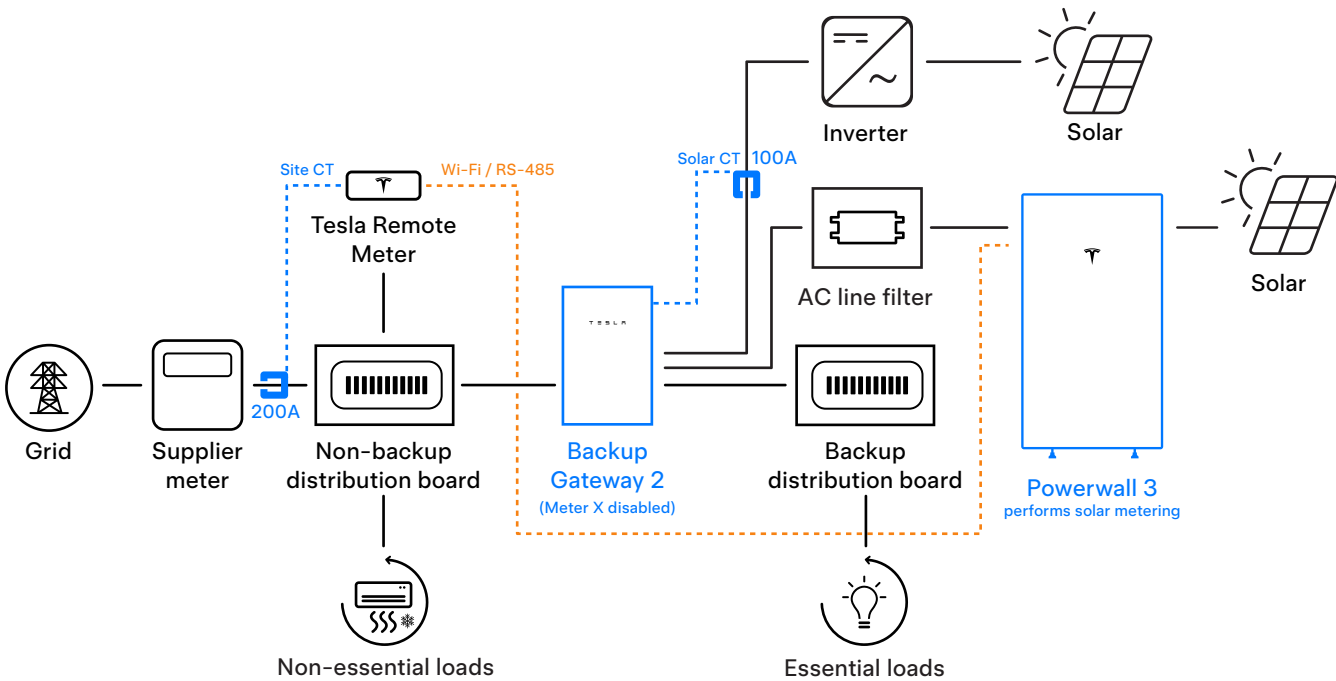 Inverter
Solar
Solar CT 100A
Site CT
Wi-Fi / RS-485
Tesla Remote
Meter
AC line filter
Solar
TESLA
200A
Grid
Supplier
meter
Non-backup
distribution board
Backup
Gateway 2
(Meter X disabled)
Backup
distribution board
Powerwall 3
performs solar metering
Non-essential loads
Essential loads